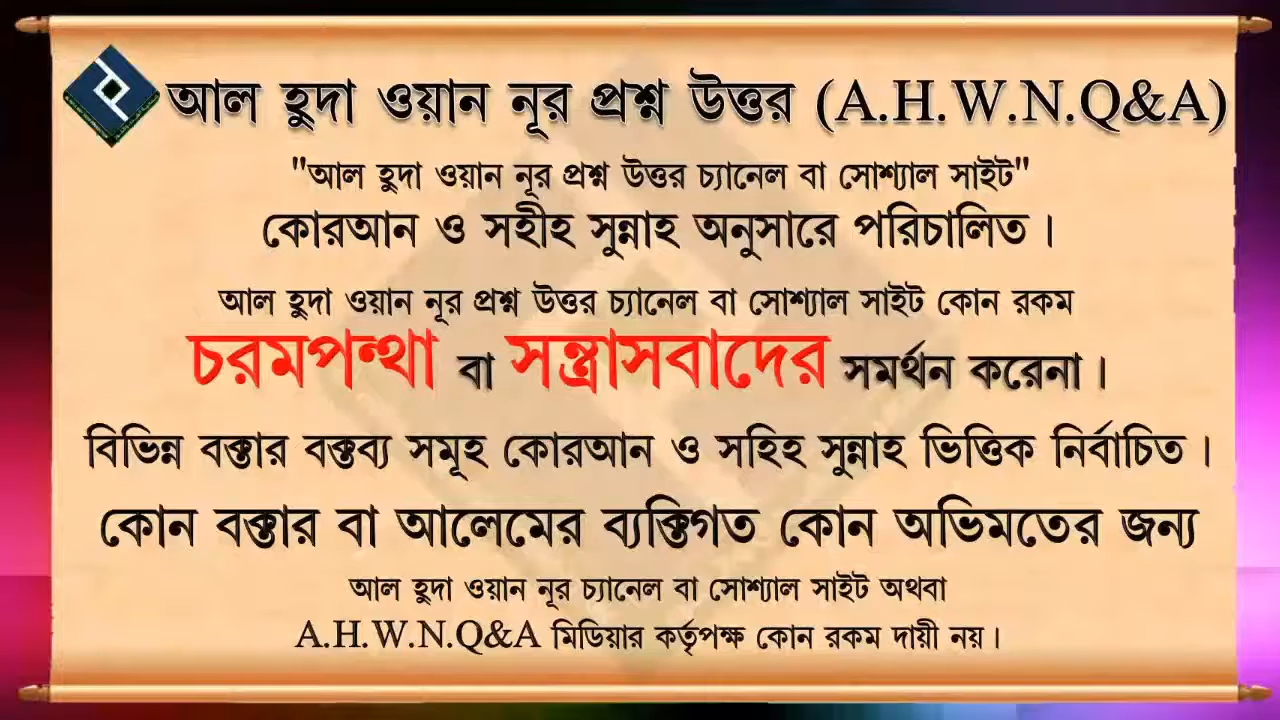 আল হুদা ওয়ান নূর প্রশ্ন উত্তর (A.H.W.N.Q&A)
"আল হুদা ওয়ান নূর প্রশ্ন উত্তর চ্যানেল বা সোশ্যাল সাইট"
কোরআন ও সহীহ সুন্নাহ অনুসারে পরিচালিত।
আল হুদা ওয়ান নূর প্রশ্ন উত্তর চ্যানেল বা সোশ্যাল সাইট কোন রকম
চরমপন্থা বা সন্ত্রাসবাদের সমর্থন করেনা।
বিভিন্ন বক্তার বক্তব্য সমূহ কোরআন ও সহিহ সুন্নাহ ভিত্তিক নির্বাচিত।
কোন বক্তার বা আলেমের ব্যক্তিগত কোন অভিমতের জন্য
আল হুদা ওয়ান নূর চ্যানেল বা সোশ্যাল সাইট অথবা
A.H.W.N.Q&A মিডিয়ার কর্তৃপক্ষ কোন রকম দায়ী নয়।